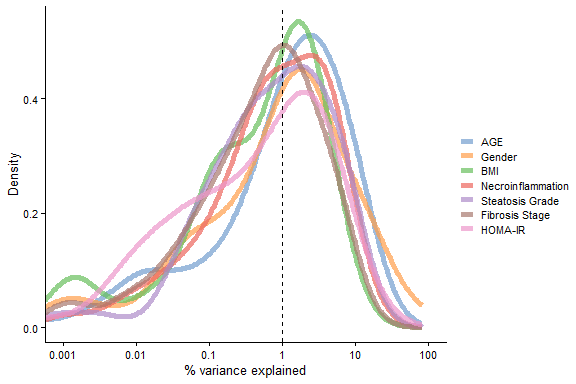 Density
0.4
0.2
0.0
0.001
0.01
0.1
1
10
100
% variance explained
AGE
Gender
BMI
Necroinflammation
Steatosis Grade
Fibrosis Stage
HOMA-IR